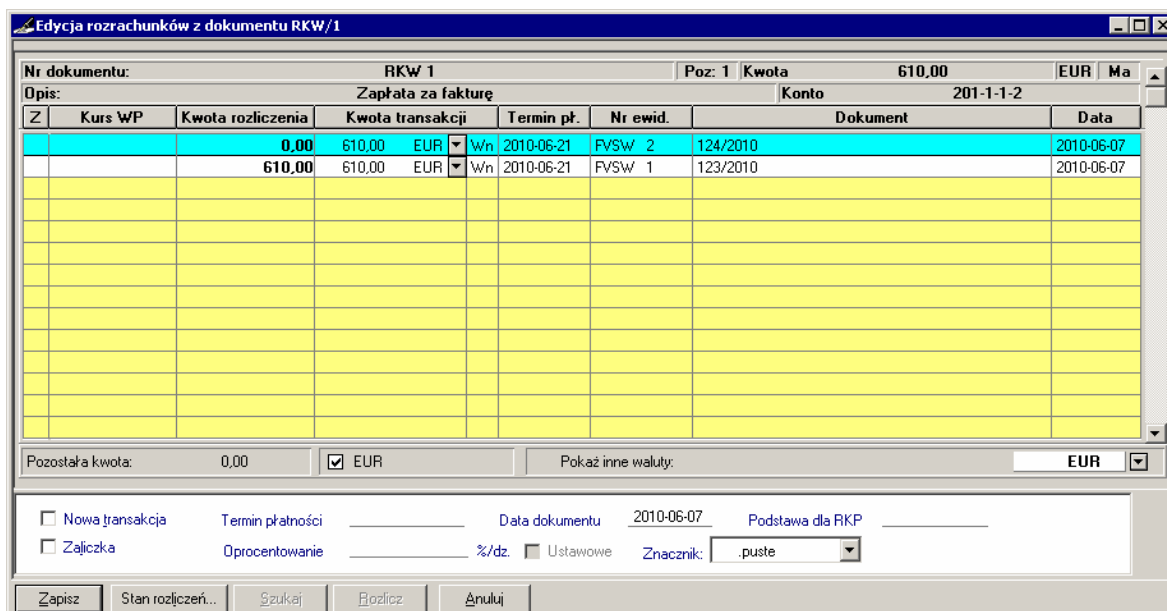 Edycja rozrachunków z dokumentu RKW/1
Nr dokumentu: RKW 1 Poz: 1 Kwota 610,00 EUR Ma
Opis: Zapłata za fakturę Konto 201-1-1-2
Z Kurs WP Kwota rozliczenia Kwota transakcji Termin pł. Nr ewid. Dokument Data
0,00 610,00 EUR Wn 2010-06-21 FVSW 2 124/2010 2010-06-07
610,00 610,00 EUR Wn 2010-06-21 FVSW 1 123/2010 2010-06-07
Pozostała kwota: 0,00 EUR Pokaż inne waluty: EUR
Nowa transakcja Termin płatności Data dokumentu 2010-06-07 Podstawa dla RKP
Zaliczka Oprocentowanie %/dz. Ustawowe Znacznik: .puste
Zapisz Stan rozliczeń... Szukaj Rozlicz Anuluj